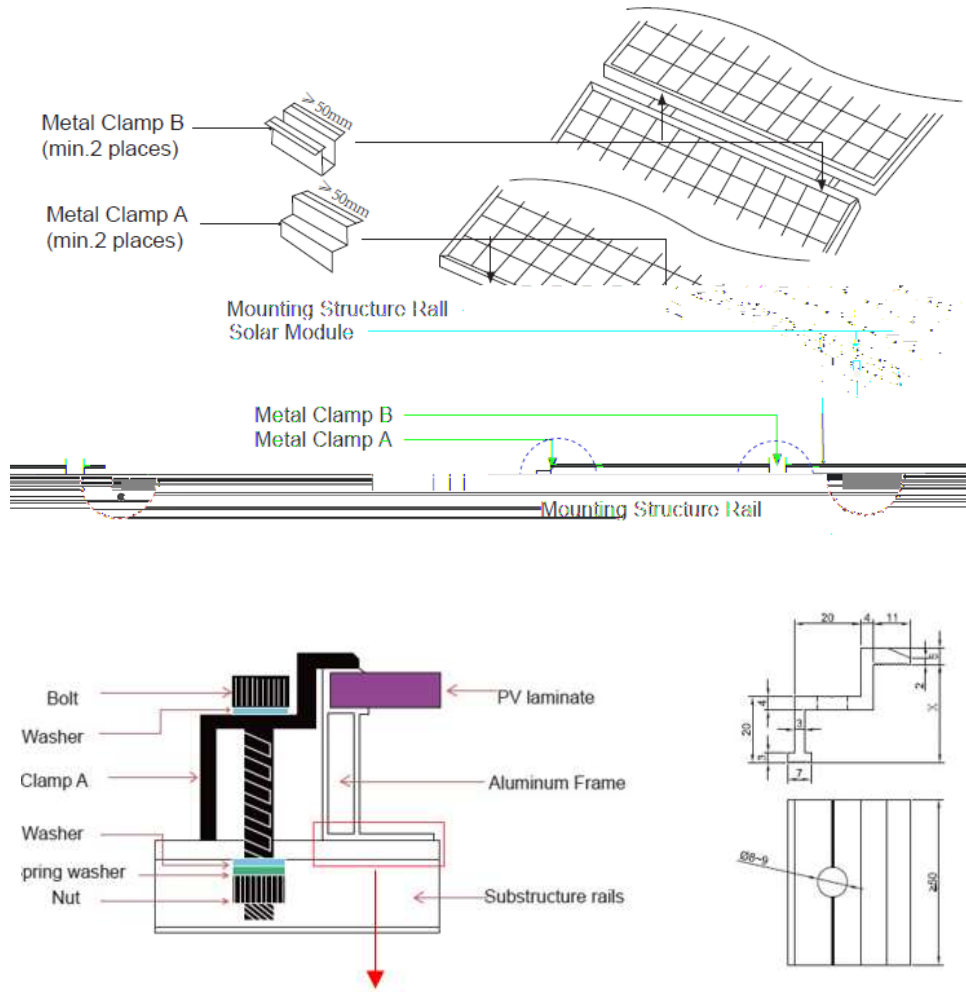 ≥50mm
Metal Clamp B
(min.2 places)
≥50mm
Metal Clamp A
(min.2 places)
Mounting Structure Rall
Solar Module
Metal Clamp B
Metal Clamp A
Mounting Structure Rail
Bolt
Washer
Clamp A
Washer
pring washer
Nut
PV laminate
Aluminum Frame
Substructure rails
20
4
11
5
2
X
4
20
3
3
7
Ø8~9